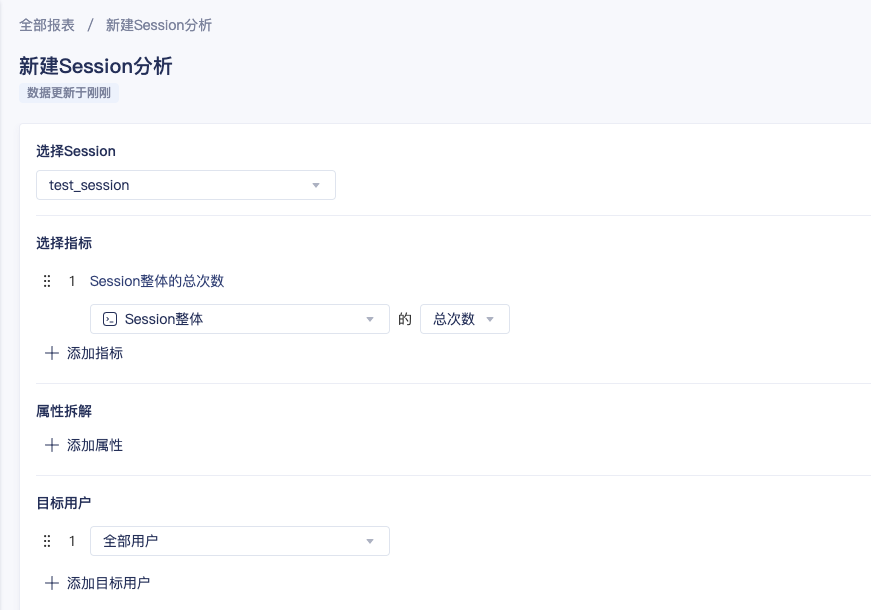 全部报表 / 新建Session分析
新建Session分析
数据更新于刚刚
选择Session
test_session
选择指标
1 Session整体的总次数
Session整体 的 总次数
添加指标
属性拆解
添加属性
目标用户
1 全部用户
添加目标用户